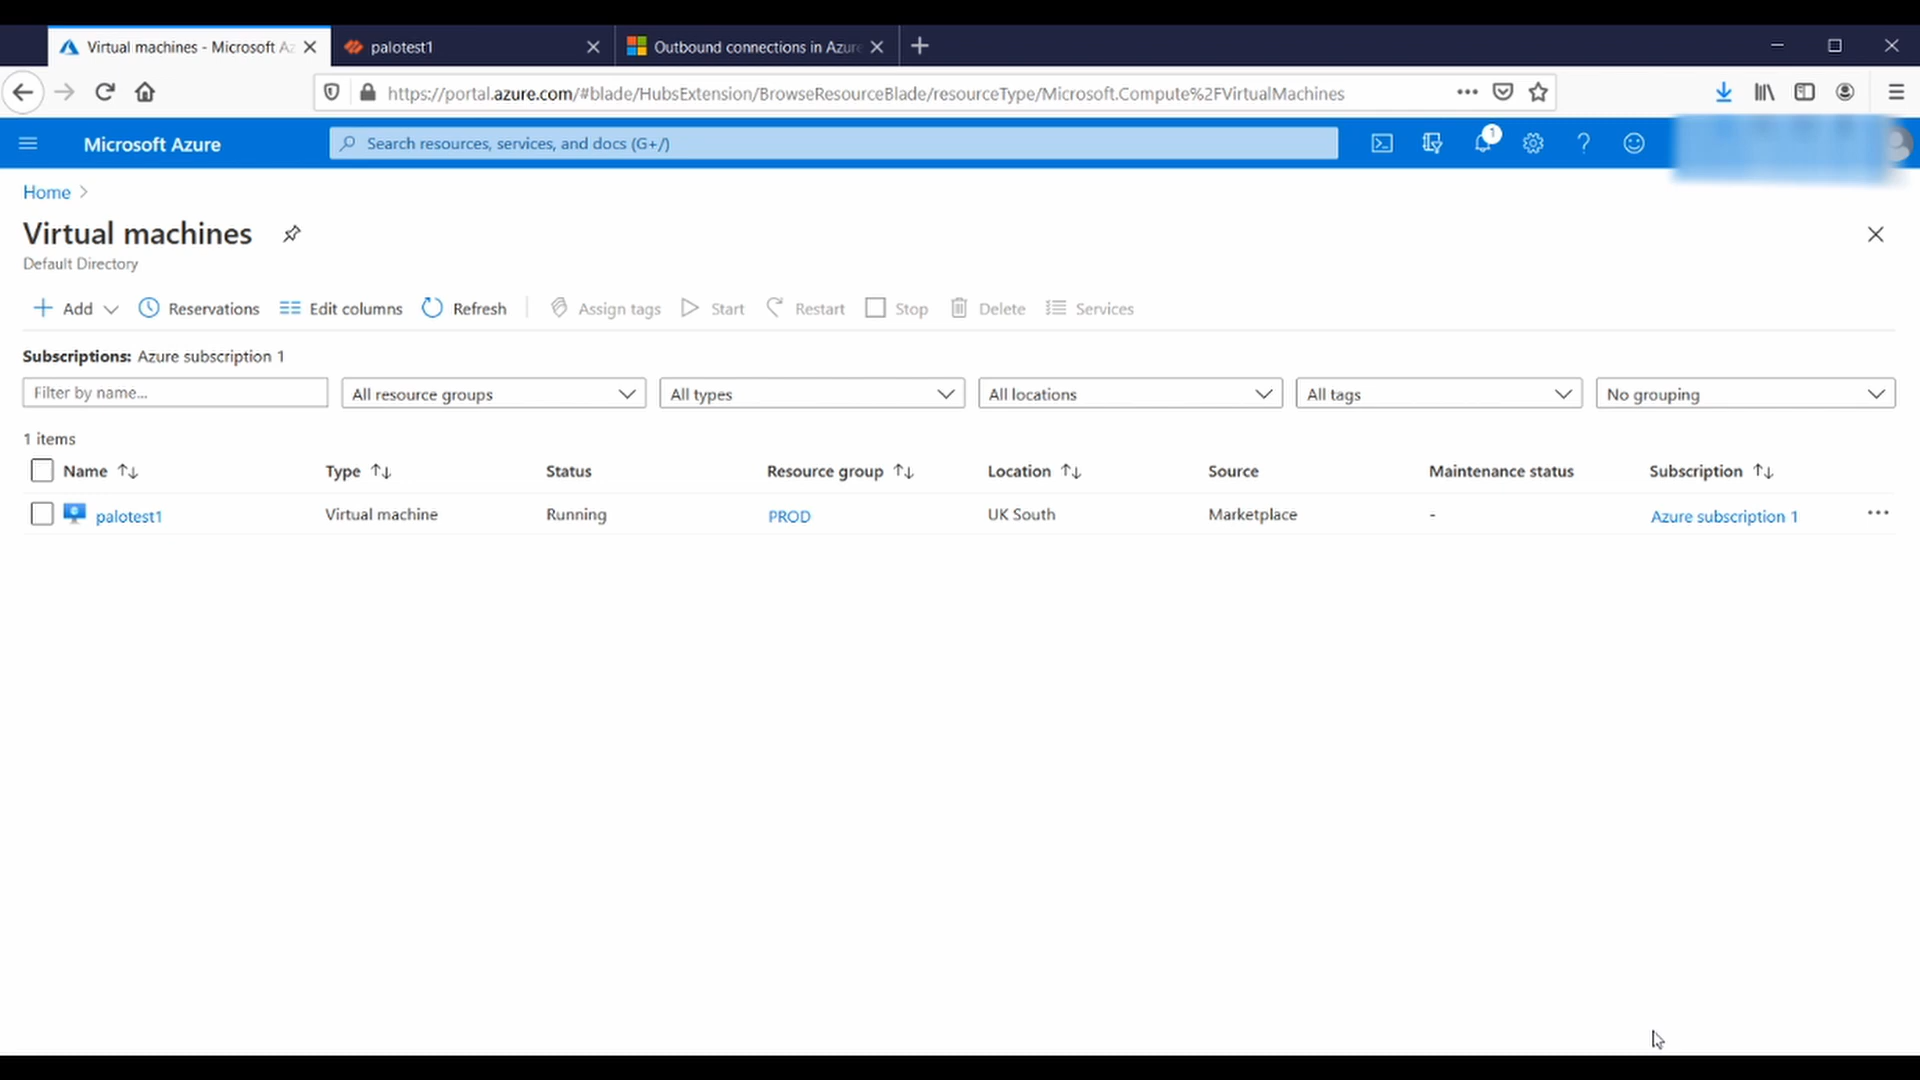 Virtual machines - Microsoft Az
palotest1
Outbound connections in Azure
https://portal.azure.com/#blade/HubsExtension/BrowseResourceBlade/resourceType/Microsoft.Compute%2FVirtualMachines
Microsoft Azure
Search resources, services, and docs (G+/)
1
Home
Virtual machines
Default Directory
Add
Reservations
Edit columns
Refresh
Assign tags
Start
Restart
Stop
Delete
Services
Subscriptions: Azure subscription 1
Filter by name...
All resource groups
All types
All locations
All tags
No grouping
1 items
Name Type Status Resource group Location Source Maintenance status Subscription
palotest1 Virtual machine Running PROD UK South Marketplace - Azure subscription 1